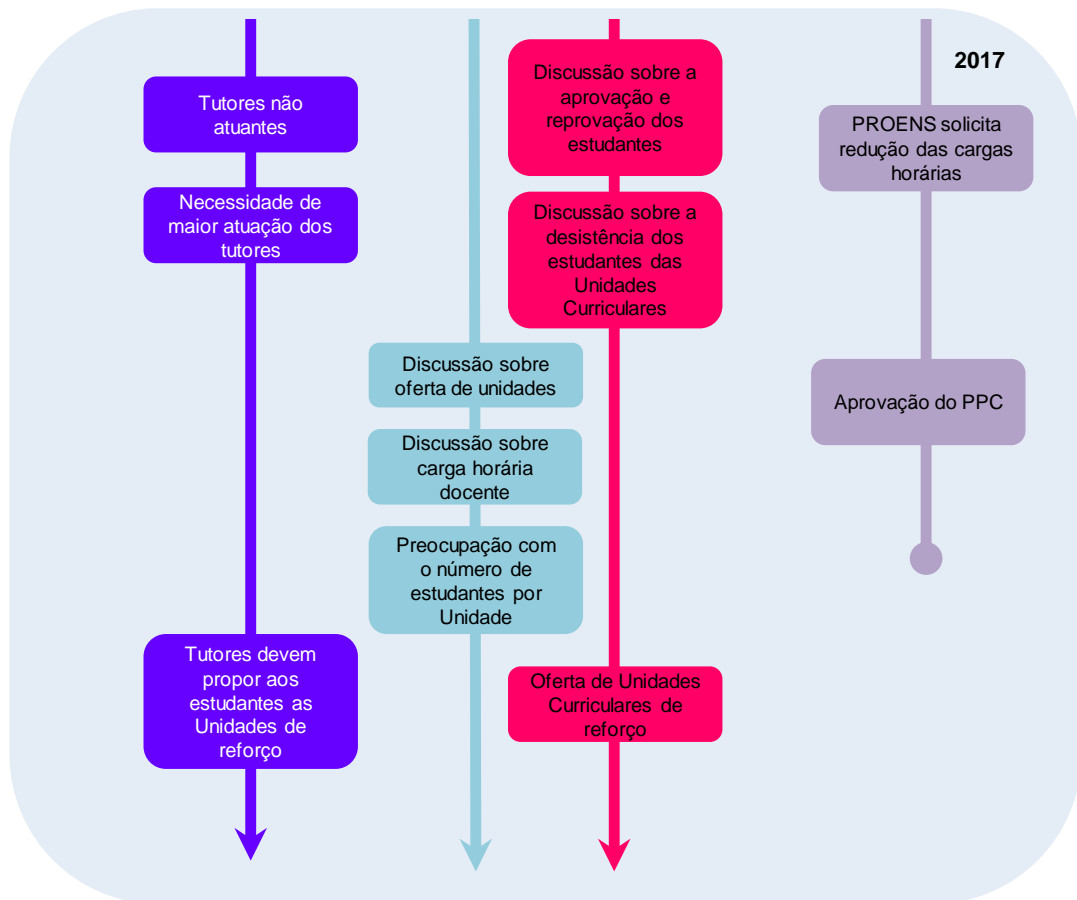 2017
Tutores não
atuantes
Necessidade de
maior atuação dos
tutores
Tutores devem
propor aos
estudantes as
Unidades de
reforço
Discussão sobre
oferta de unidades
Discussão sobre
carga horária
docente
Preocupação com
o número de
estudantes por
Unidade
Discussão sobre a
aprovação e
reprovação dos
estudantes
Discussão sobre a
desistência dos
estudantes das
Unidades
Curriculares
Oferta de Unidades
Curriculares de
reforço
PROENS solicita
redução das cargas
horárias
Aprovação do PPC